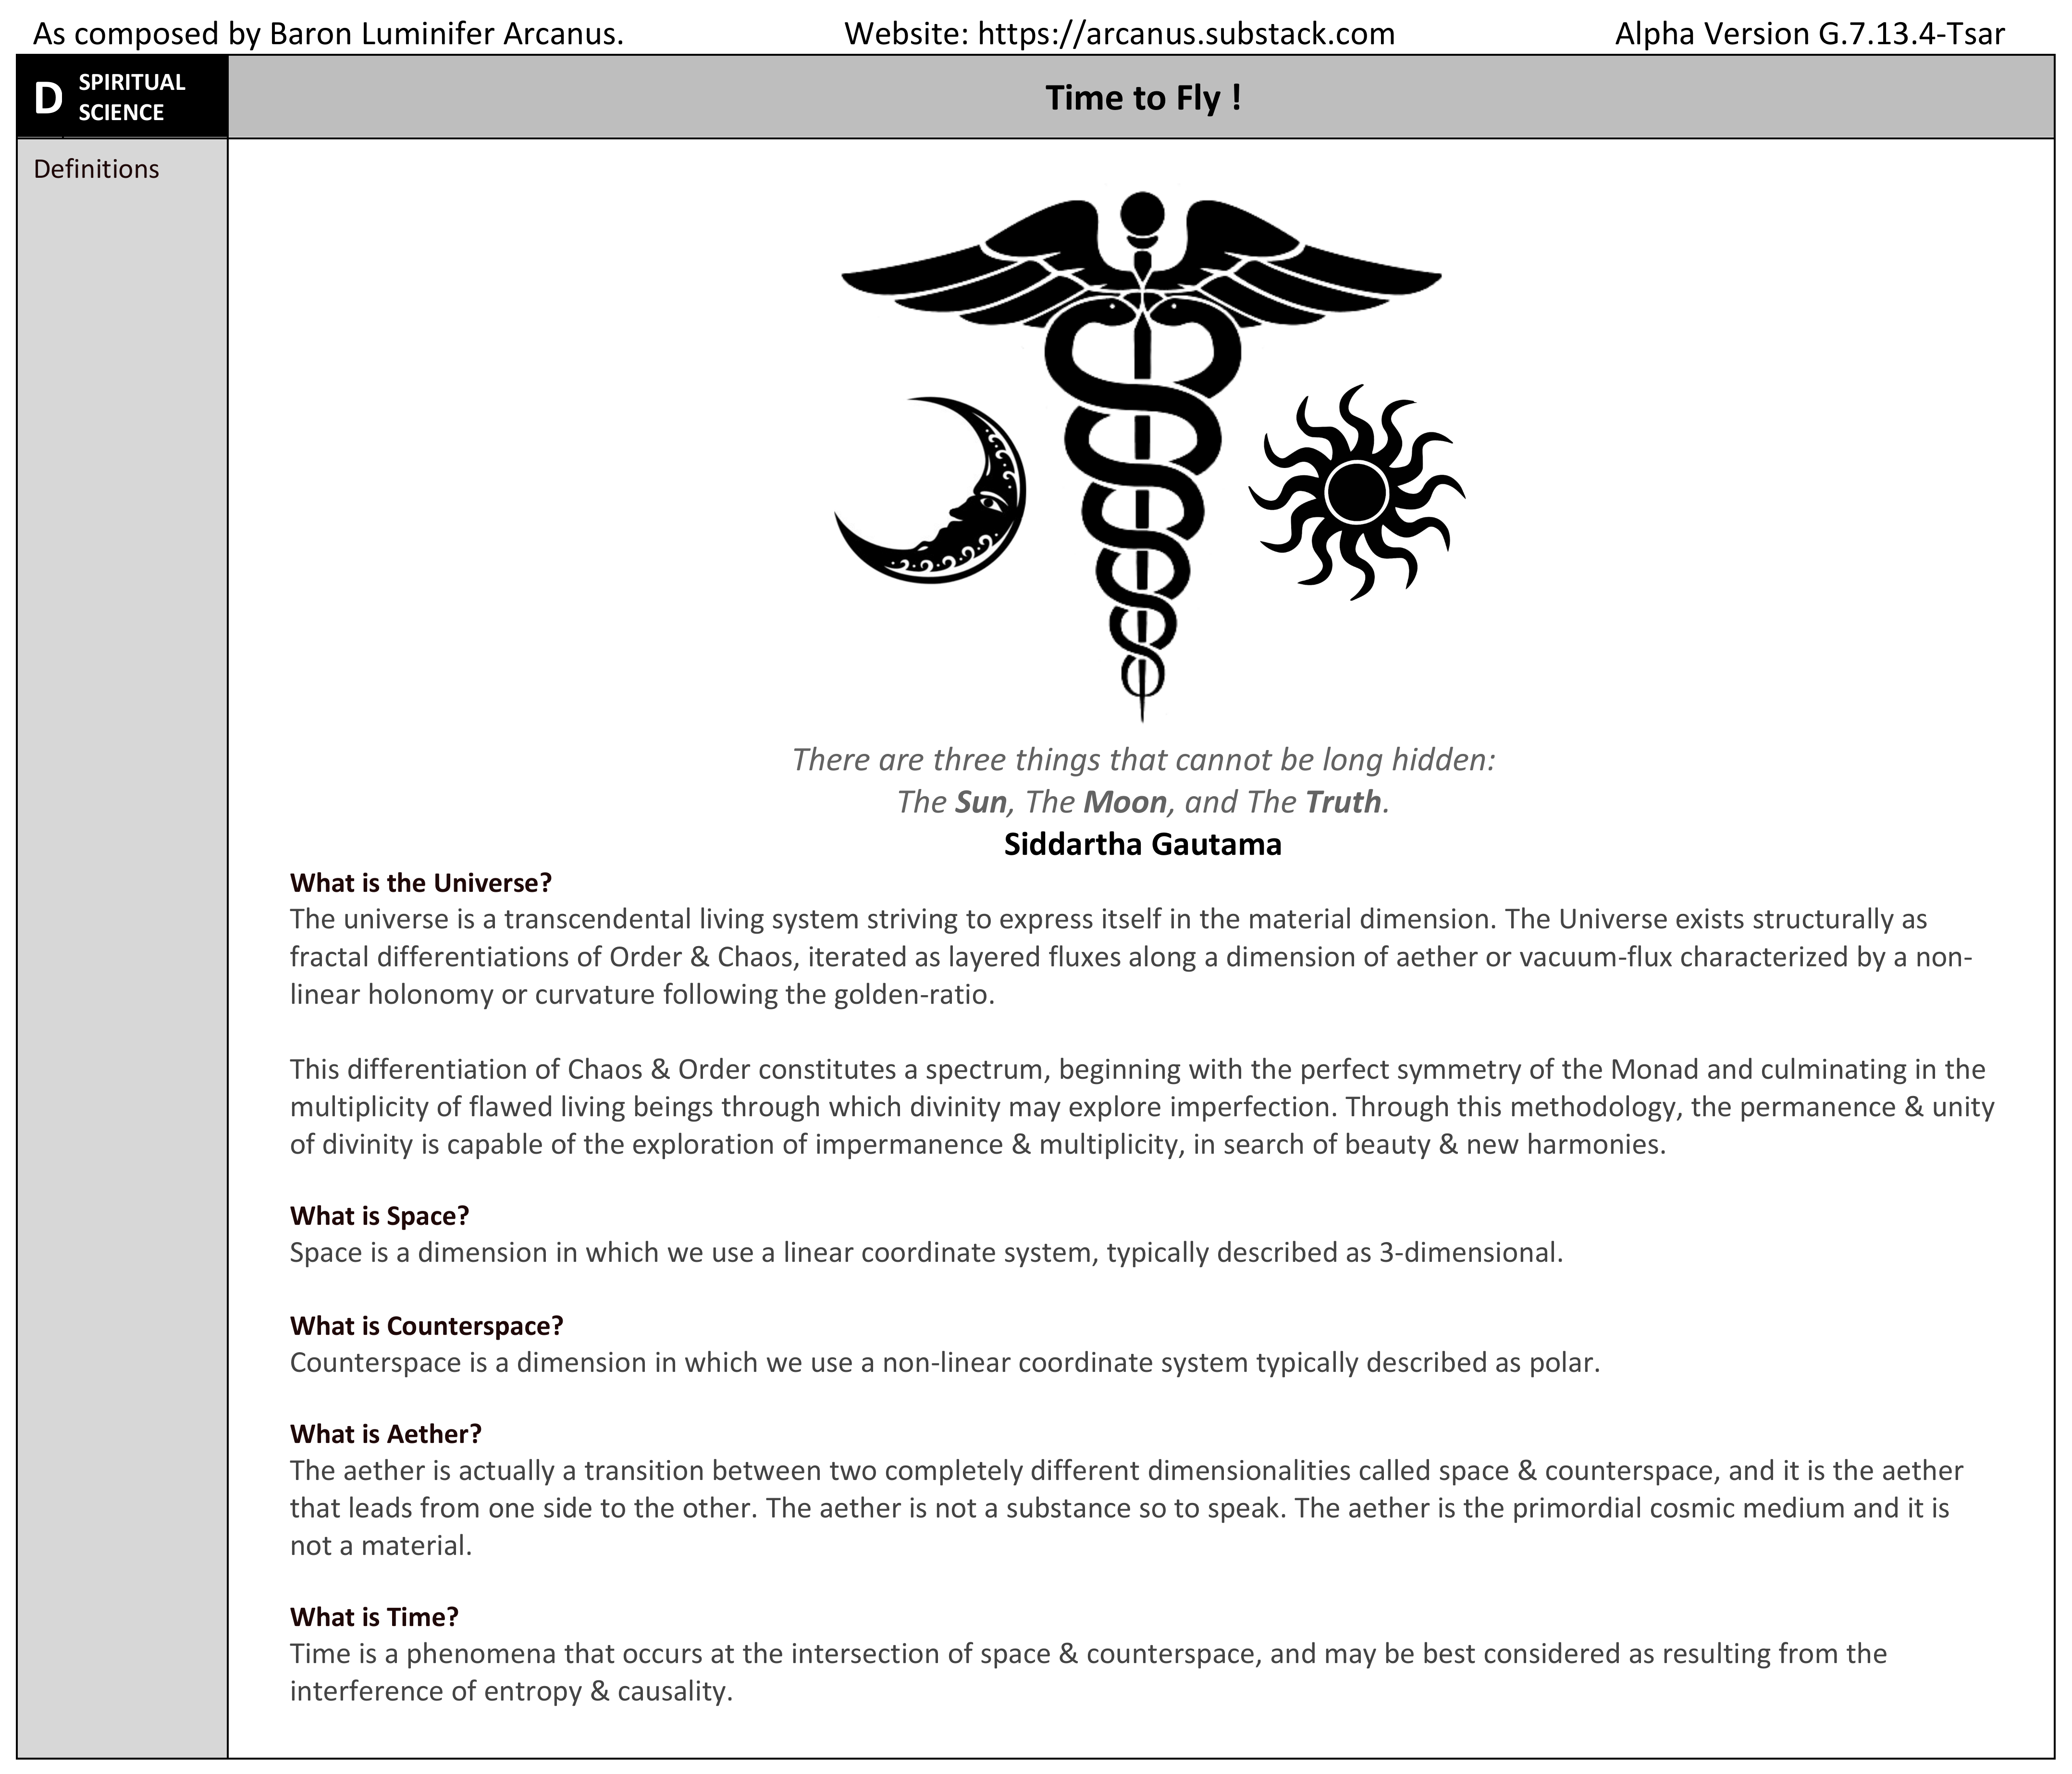 As composed by Baron Luminifer Arcanus. Website: https://arcanus.substack.com Alpha Version G.7.13.4-Tsar
D SPIRITUAL
SCIENCE
Time to Fly !
Definitions
There are three things that cannot be long hidden:
The Sun, The Moon, and The Truth.
Siddartha Gautama
What is the Universe?
The universe is a transcendental living system striving to express itself in the material dimension. The Universe exists structurally as
fractal differentiations of Order & Chaos, iterated as layered fluxes along a dimension of aether or vacuum-flux characterized by a non-
linear holonomy or curvature following the golden-ratio.
This differentiation of Chaos & Order constitutes a spectrum, beginning with the perfect symmetry of the Monad and culminating in the
multiplicity of flawed living beings through which divinity may explore imperfection. Through this methodology, the permanence & unity
of divinity is capable of the exploration of impermanence & multiplicity, in search of beauty & new harmonies.
What is Space?
Space is a dimension in which we use a linear coordinate system, typically described as 3-dimensional.
What is Counterspace?
Counterspace is a dimension in which we use a non-linear coordinate system typically described as polar.
What is Aether?
The aether is actually a transition between two completely different dimensionalities called space & counterspace, and it is the aether
that leads from one side to the other. The aether is not a substance so to speak. The aether is the primordial cosmic medium and it is
not a material.
What is Time?
Time is a phenomena that occurs at the intersection of space & counterspace, and may be best considered as resulting from the
interference of entropy & causality.